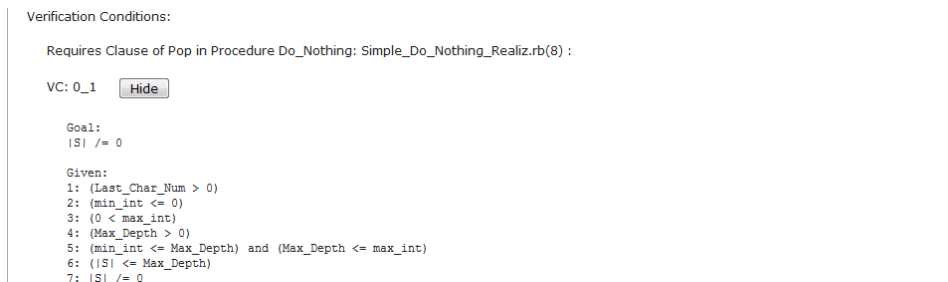 Verification Conditions:
Requires Clause of Pop in Procedure Do_Nothing: Simple_Do_Nothing_Realiz.rb(8) :
VC: 0_1 Hide
Goal:
|S| /= 0
Given:
1: (Last_Char_Num > 0)
2: (min_int <= 0)
3: (0 < max_int)
4: (Max_Depth > 0)
5: (min_int <= Max_Depth) and (Max_Depth <= max_int)
6: (|S| <= Max_Depth)
7: |S| /= 0